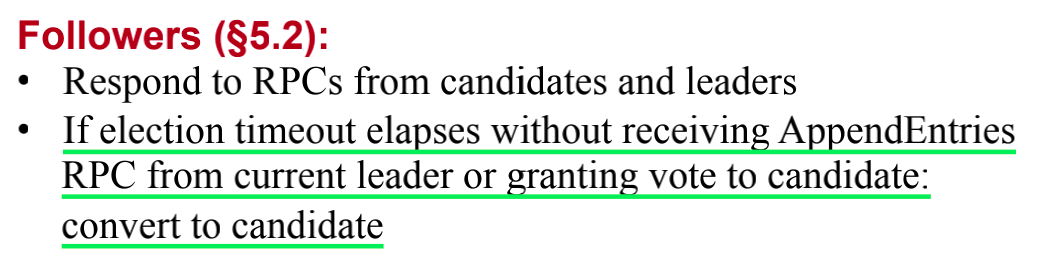 Followers (§5.2):
• Respond to RPCs from candidates and leaders
• If election timeout elapses without receiving AppendEntries
RPC from current leader or granting vote to candidate:
convert to candidate